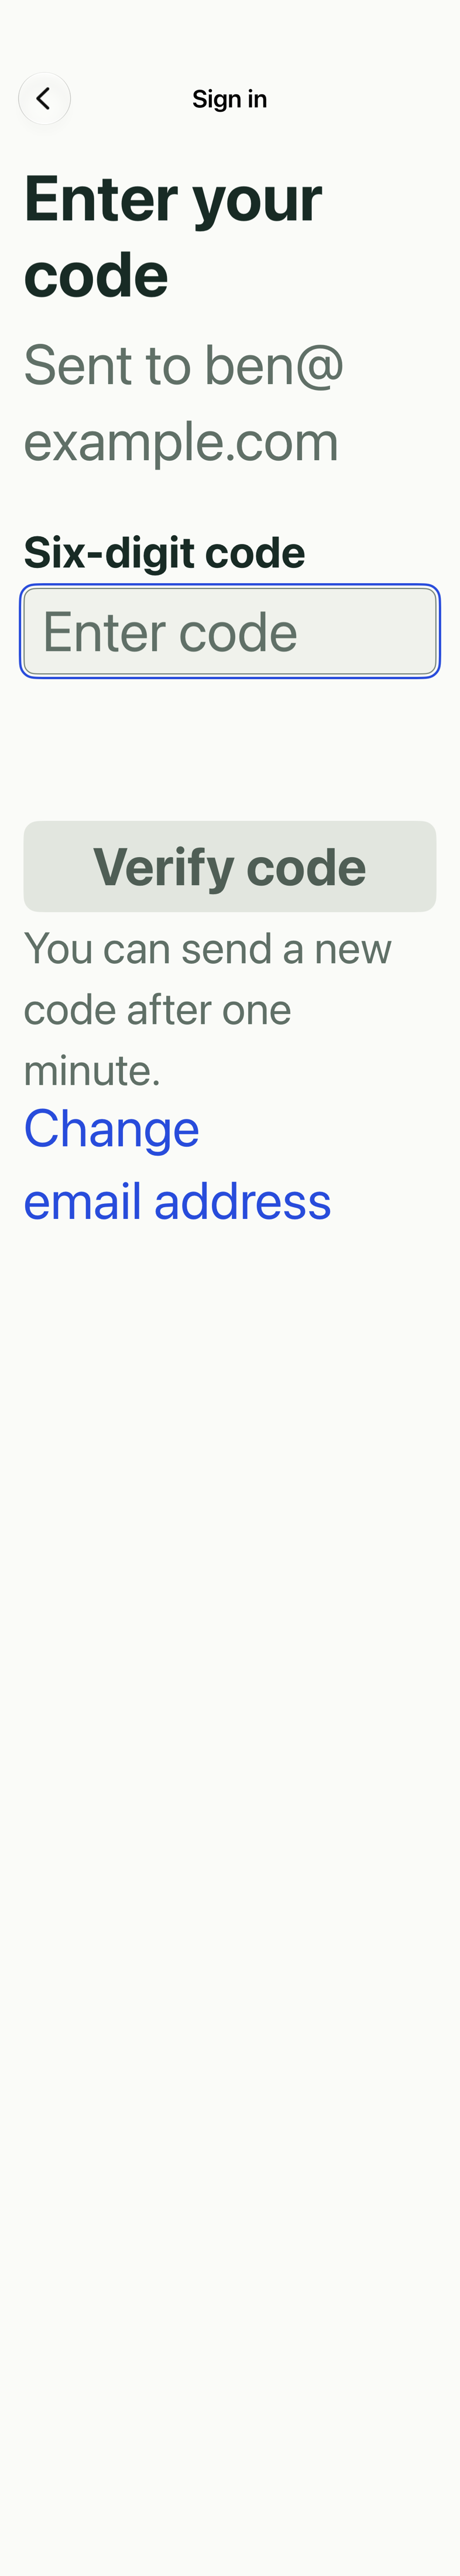 Sign in
Enter your
code
Sent to ben@
example.com
Six-digit code
Enter code
Verify code
You can send a new
code after one
minute.
Change
email address